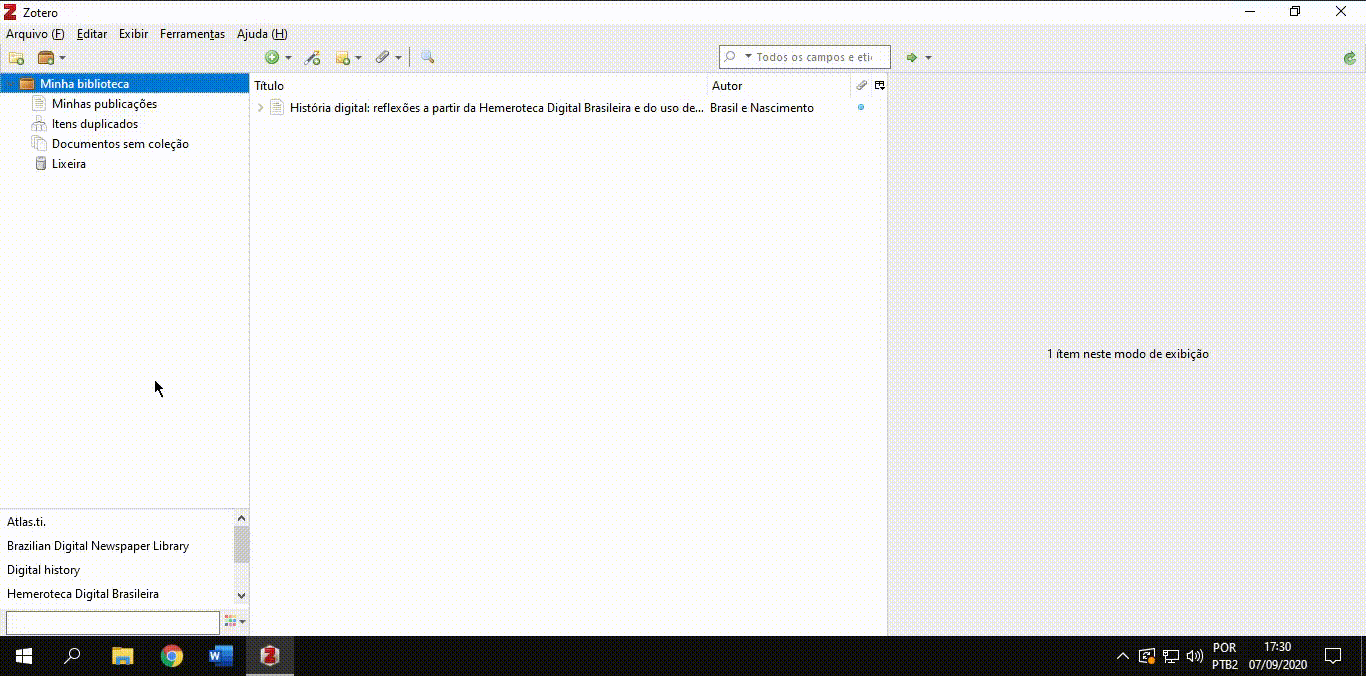 Zotero
Arquivo (F) Editar Exibir Ferramentas Ajuda (H)
Todos os campos e eti
Minha biblioteca
Minhas publicações
Itens duplicados
Documentos sem coleção
Lixeira
Título Autor
História digital: reflexões a partir da Hemeroteca Digital Brasileira e do uso de... Brasil e Nascimento
1 ítem neste modo de exibição
Atlas.ti.
Brazilian Digital Newspaper Library
Digital history
Hemeroteca Digital Brasileira
POR
PTB2
17:30
07/09/2020